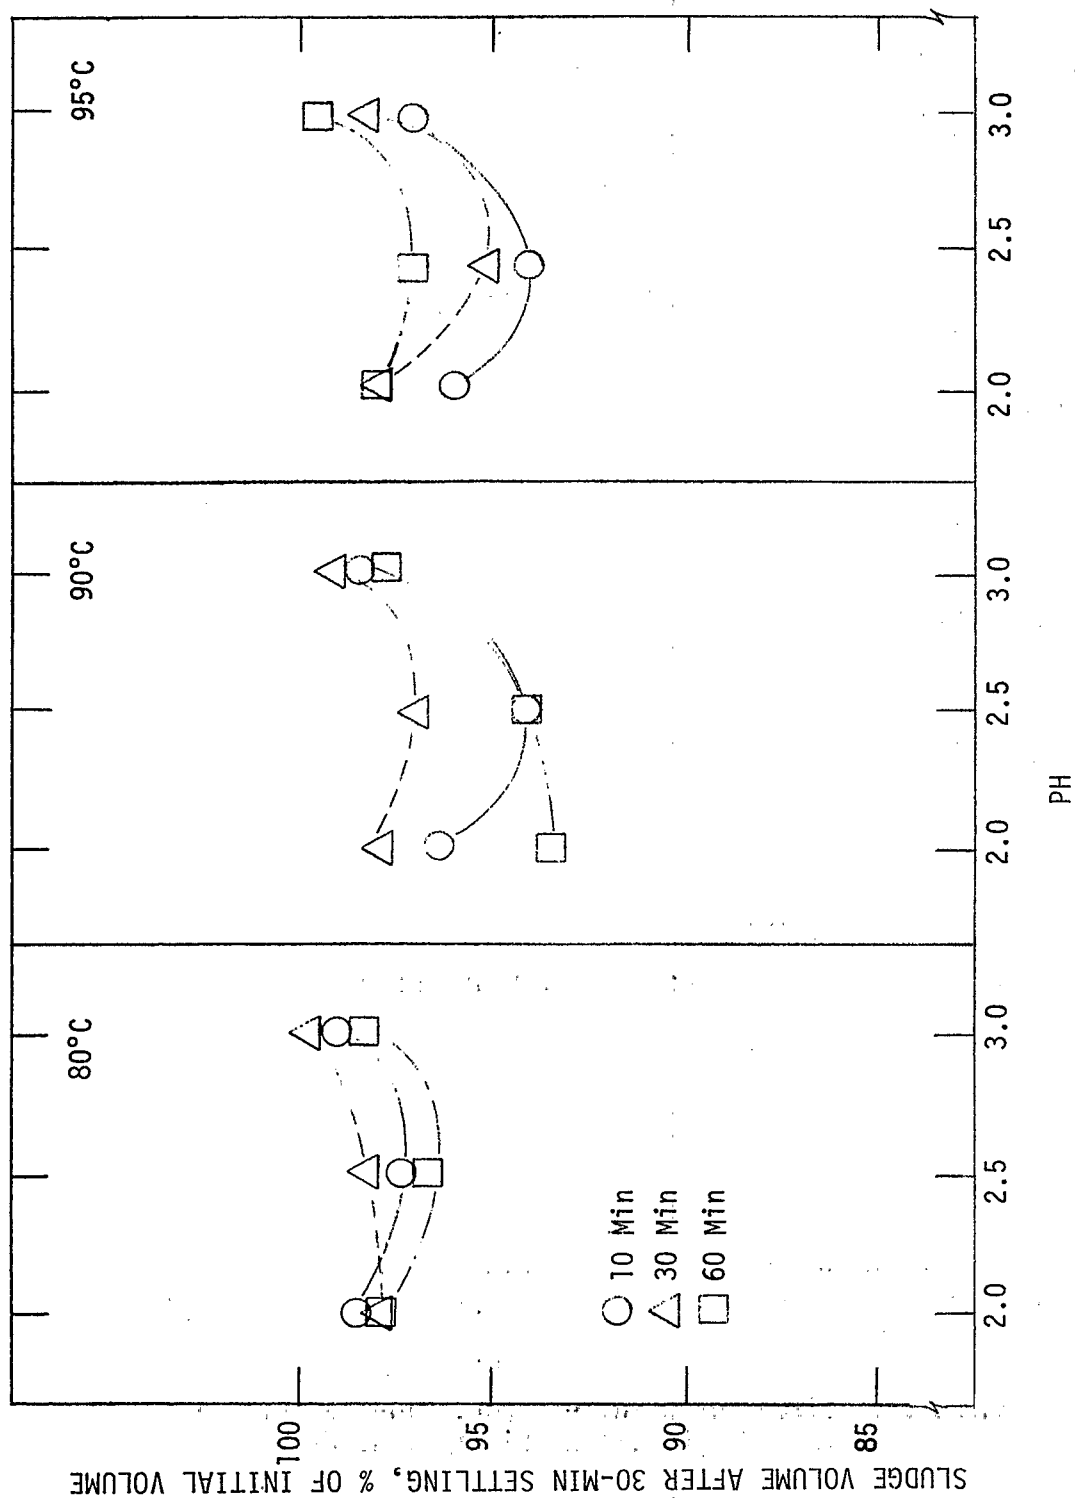 SLUDGE VOLUME AFTER 30-MIN SETTLING, % OF INITIAL VOLUME
100
95
90
85
80°C
90°C
95°C
○ 10 Min
△ 30 Min
□ 60 Min
2.0
2.5
3.0
2.0
2.5
3.0
2.0
2.5
3.0
PH